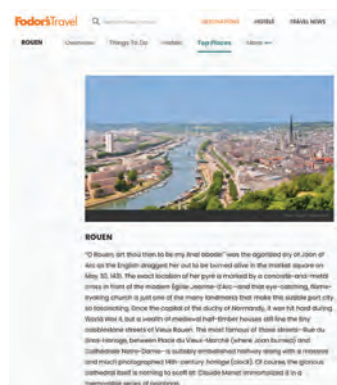 Fodor's Travel
DESTINATIONS HOTELS TRAVEL NEWS
ROUEN Overview Things To Do Hotels Top Places More
ROUEN
"O Rouen, art thou then to be my final abode!" was the agonized cry of Joan of
Arc as the English dragged her out to be burned alive in the market square on
May 30, 1431. The exact location of her pyre is marked by a concrete-and-metal
cross in front of the modern Église Jeanne-d'Arc—and that eye-catching, flame-
evoking church is just one of the many landmarks that make this sizable port city
so fascinating. Once the capital of the duchy of Normandy, it was hit hard during
World War II, but a wealth of medieval half-timber houses still line the tiny
cobblestone streets of Vieux Rouen. The most famous of those streets—Rue du
Gros-Horloge, between Place du Vieux-Marché (where Joan burned) and
Cathédrale Notre-Dame—is suitably embellished halfway along with a massive
and much photographed 14th-century horloge (clock). Of course, the glorious
cathedral itself is nothing to scoff at: Claude Monet immortalized it in a
memorable series of paintings.